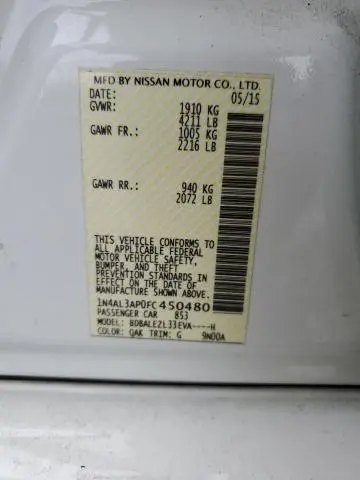 MFD BY NISSAN MOTOR CO., LTD.
DATE: 05/15
GVWR: 1910 KG
4211 LB
GAWR FR.: 1005 KG
2216 LB
GAWR RR.: 940 KG
2072 LB
THIS VEHICLE CONFORMS TO
ALL APPLICABLE FEDERAL
MOTOR VEHICLE SAFETY,
BUMPER, AND THEFT
PREVENTION STANDARDS IN
EFFECT ON THE DATE OF
MANUFACTURE SHOWN ABOVE.
1N4AL3AP0FC450480
PASSENGER CAR 853
MODEL: BDBALEZL33EVA----H
COLOR: QAK TRIM: G 9N00A